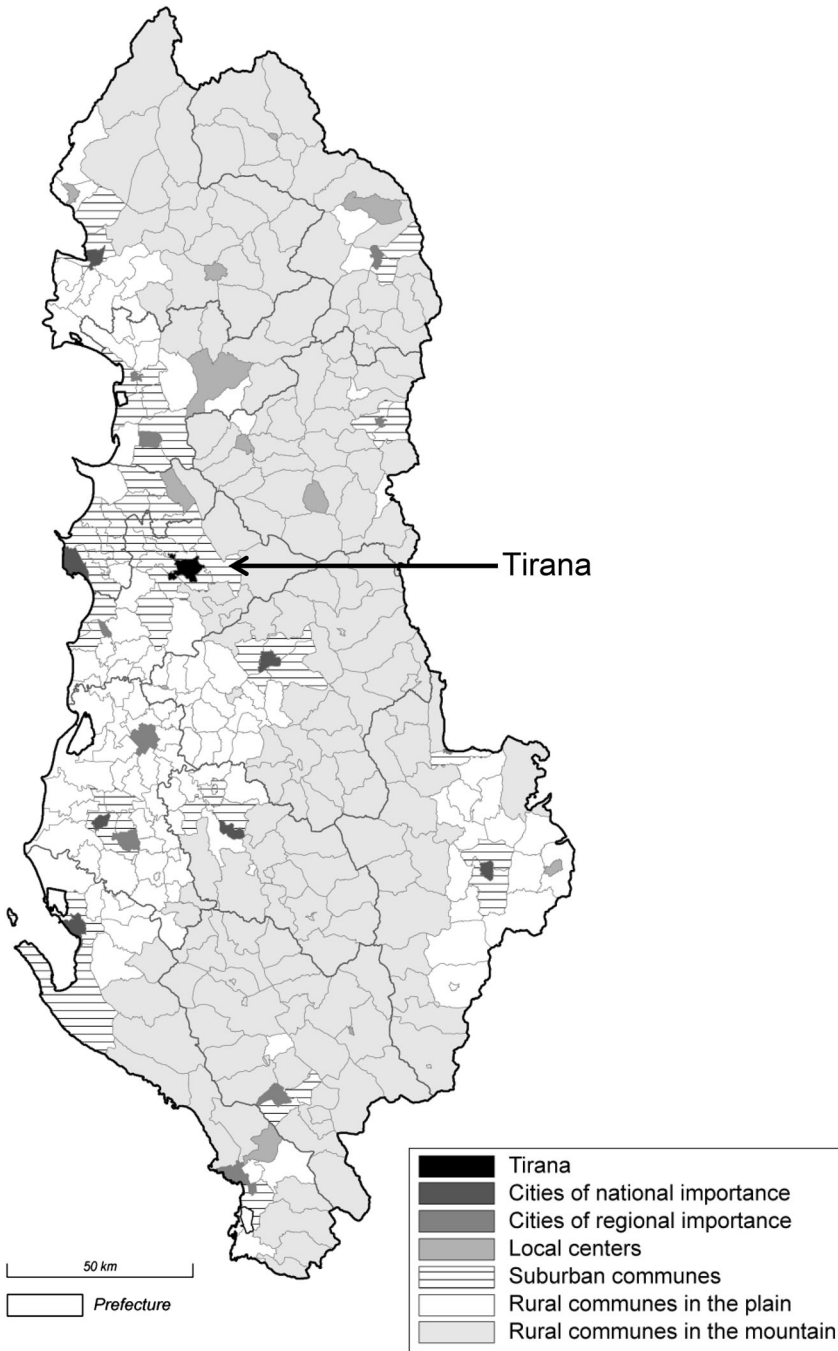 Tirana
Tirana
Cities of national importance
Cities of regional importance
Local centers
Suburban communes
Rural communes in the plain
Rural communes in the mountain
50 km
Prefecture